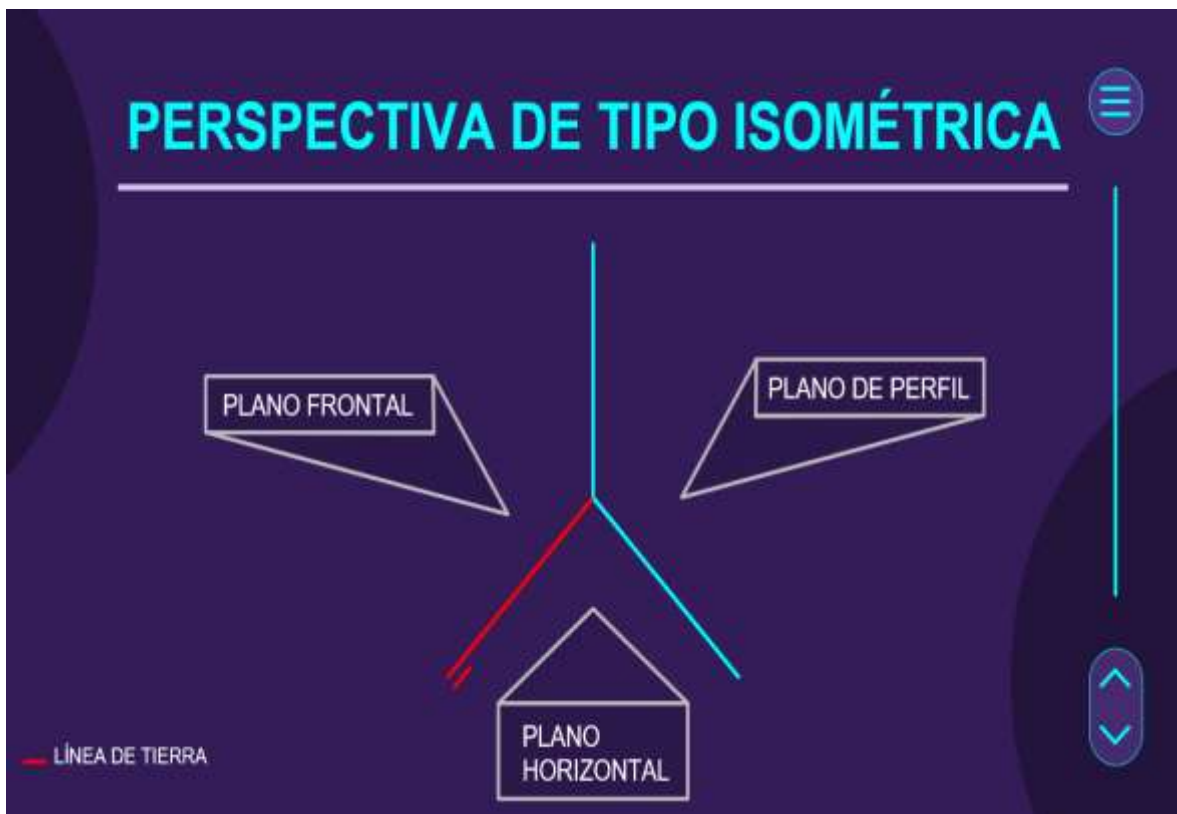 PERSPECTIVA DE TIPO ISOMÉTRICA
PLANO FRONTAL
PLANO DE PERFIL
PLANO
HORIZONTAL
LÍNEA DE TIERRA